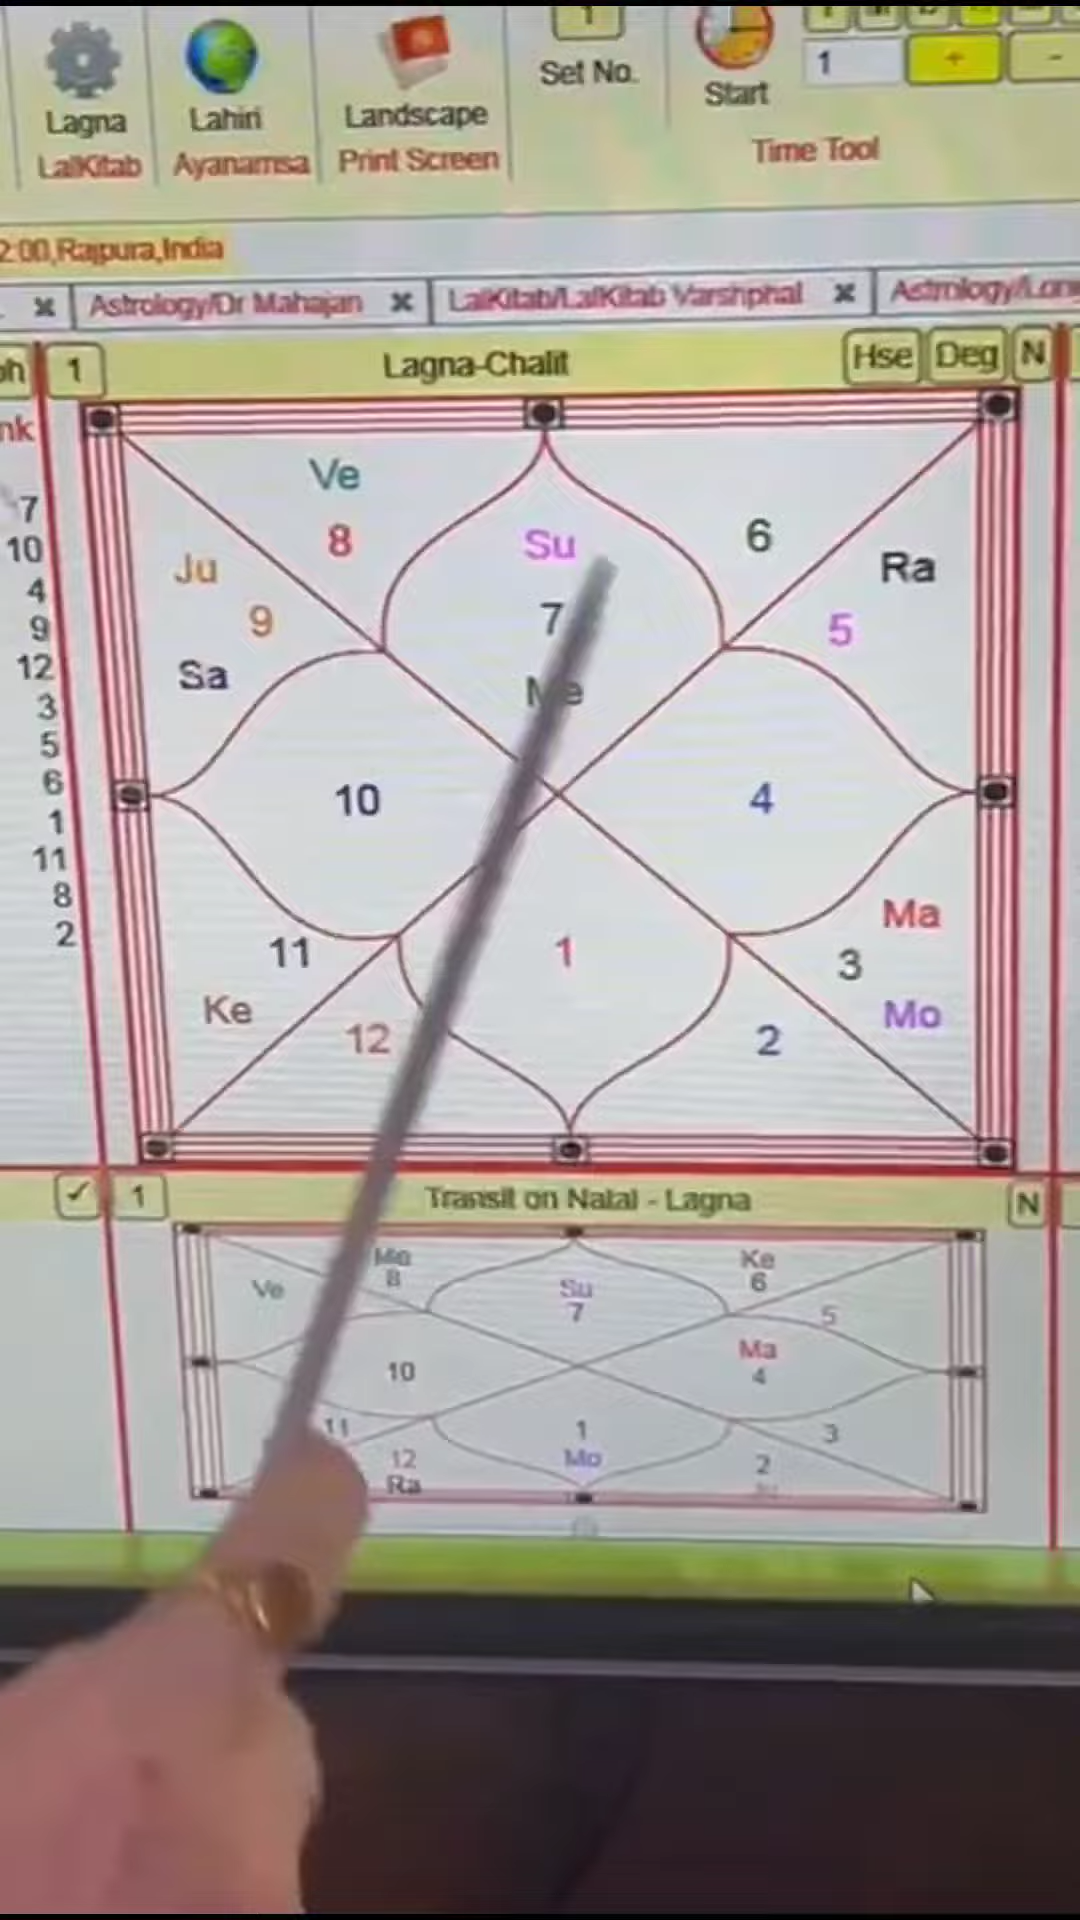 1
Set No.
Start
1
+
-
Lagna
Lahiri
Landscape
LalKitab
Ayanamsa
Print Screen
Time Tool
2:00,Rajpura,India
Astrology/Dr Mahajan
LalKitab/LalKitab Varshphal
1
Lagna-Chalit
Hse
Deg
N
7
10
4
9
12
3
5
6
1
11
8
2
Ve
8
Su
6
Ju
9
7
5
Ra
Sa
Me
10
4
Ma
11
1
3
Ke
12
2
Mo
✓
1
Transit on Natal - Lagna
N
8
Ke
6
Ve
Su
7
5
10
Ma
4
11
1
3
12
Mo
2
Ra